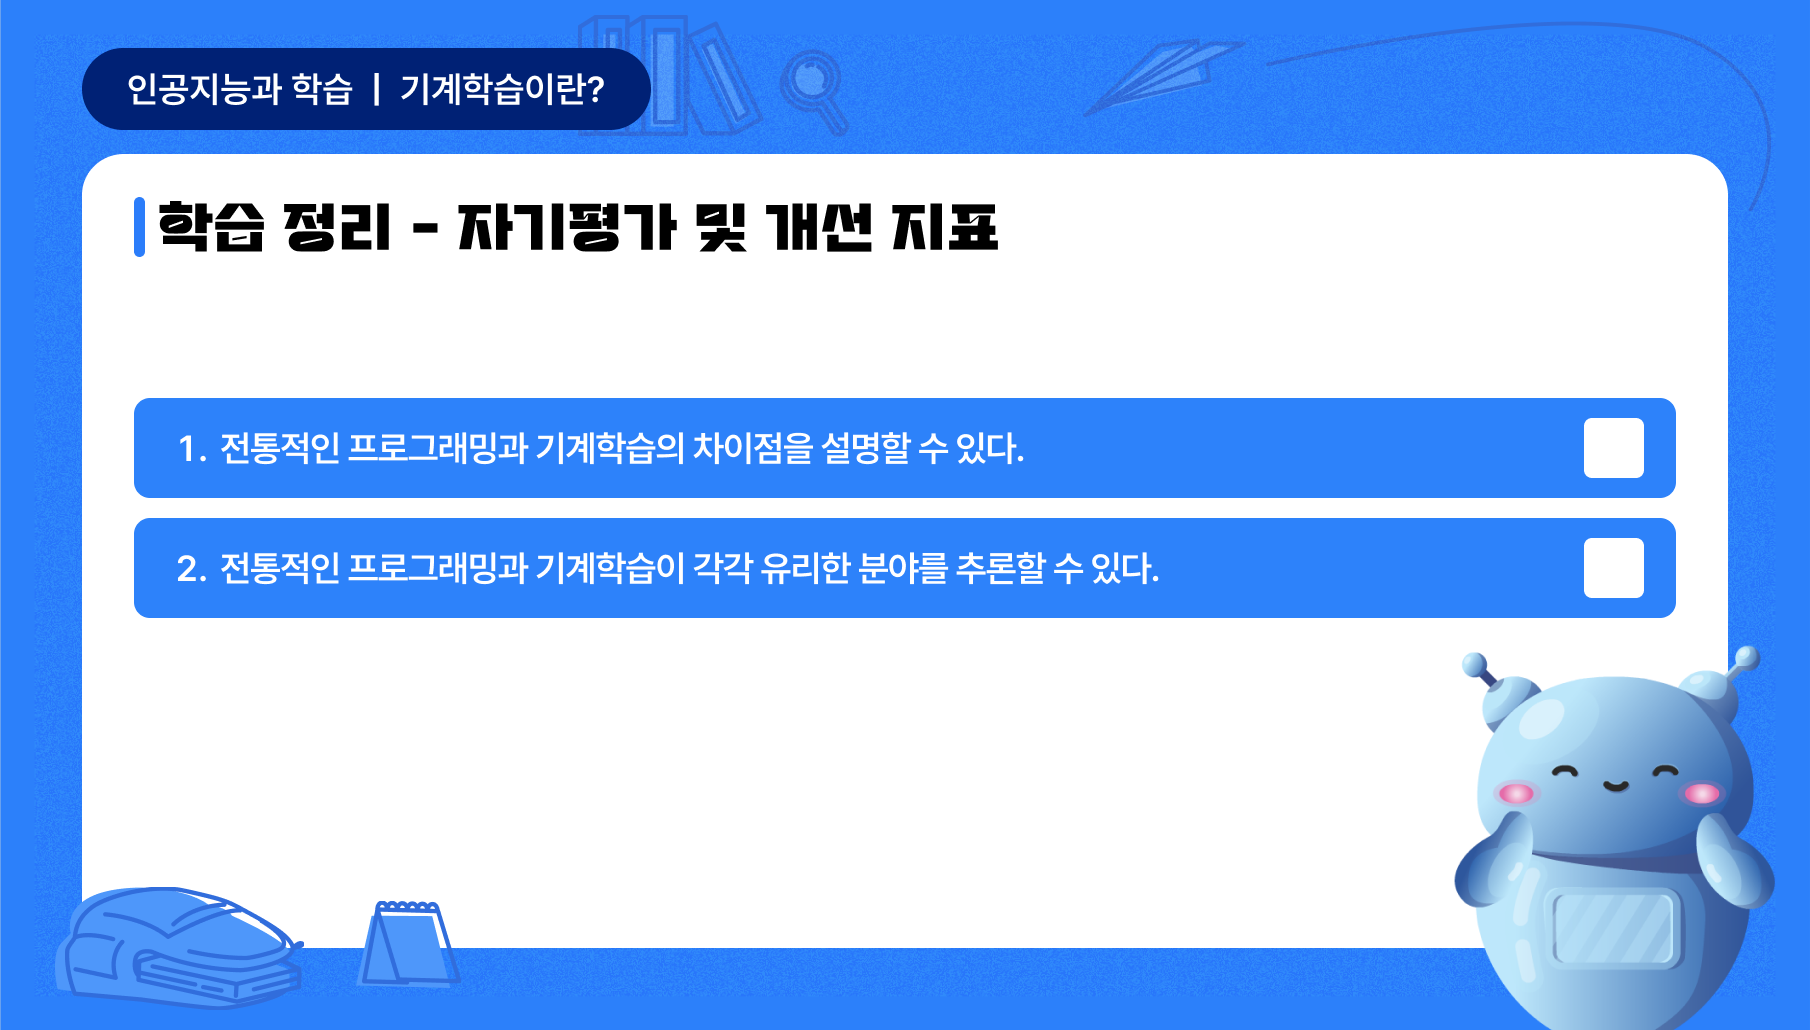 인공지능과 학습 | 기계학습이란?
학습 정리 - 자기평가 및 개선 지표
1. 전통적인 프로그래밍과 기계학습의 차이점을 설명할 수 있다.
2. 전통적인 프로그래밍과 기계학습이 각각 유리한 분야를 추론할 수 있다.